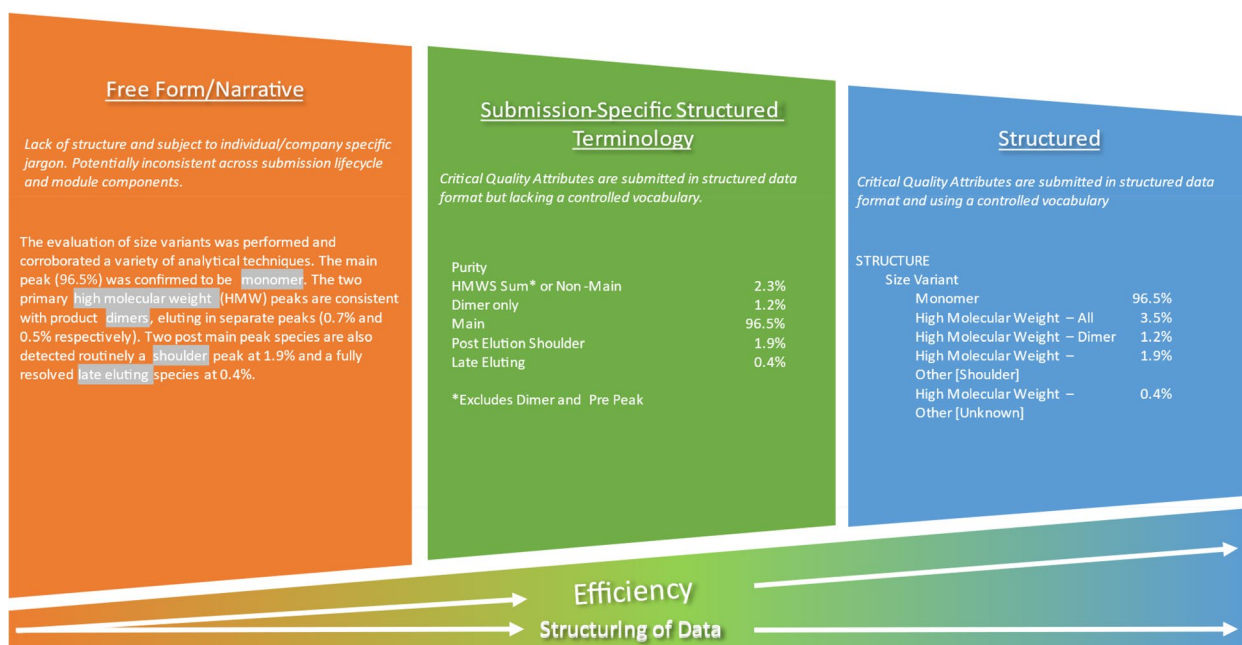 Free Form/Narrative
Lack of structure and subject to individual/company specific
jargon. Potentially inconsistent across submission lifecycle
and module components.
The evaluation of size variants was performed and
corroborated a variety of analytical techniques. The main
peak (96.5%) was confirmed to be monomer. The two
primary high molecular weight (HMW) peaks are consistent
with product dimers, eluting in separate peaks (0.7% and
0.5% respectively). Two post main peak species are also
detected routinely a shoulder peak at 1.9% and a fully
resolved late eluting species at 0.4%.
Submission-Specific Structured
Terminology
Critical Quality Attributes are submitted in structured data
format but lacking a controlled vocabulary.
Purity
HMWS Sum* or Non-Main 2.3%
Dimer only 1.2%
Main 96.5%
Post Elution Shoulder 1.9%
Late Eluting 0.4%
*Excludes Dimer and Pre Peak
Structured
Critical Quality Attributes are submitted in structured data
format and using a controlled vocabulary
STRUCTURE
Size Variant
Monomer 96.5%
High Molecular Weight – All 3.5%
High Molecular Weight – Dimer 1.2%
High Molecular Weight – 1.9%
Other [Shoulder]
High Molecular Weight – 0.4%
Other [Unknown]
Efficiency
Structuring of Data